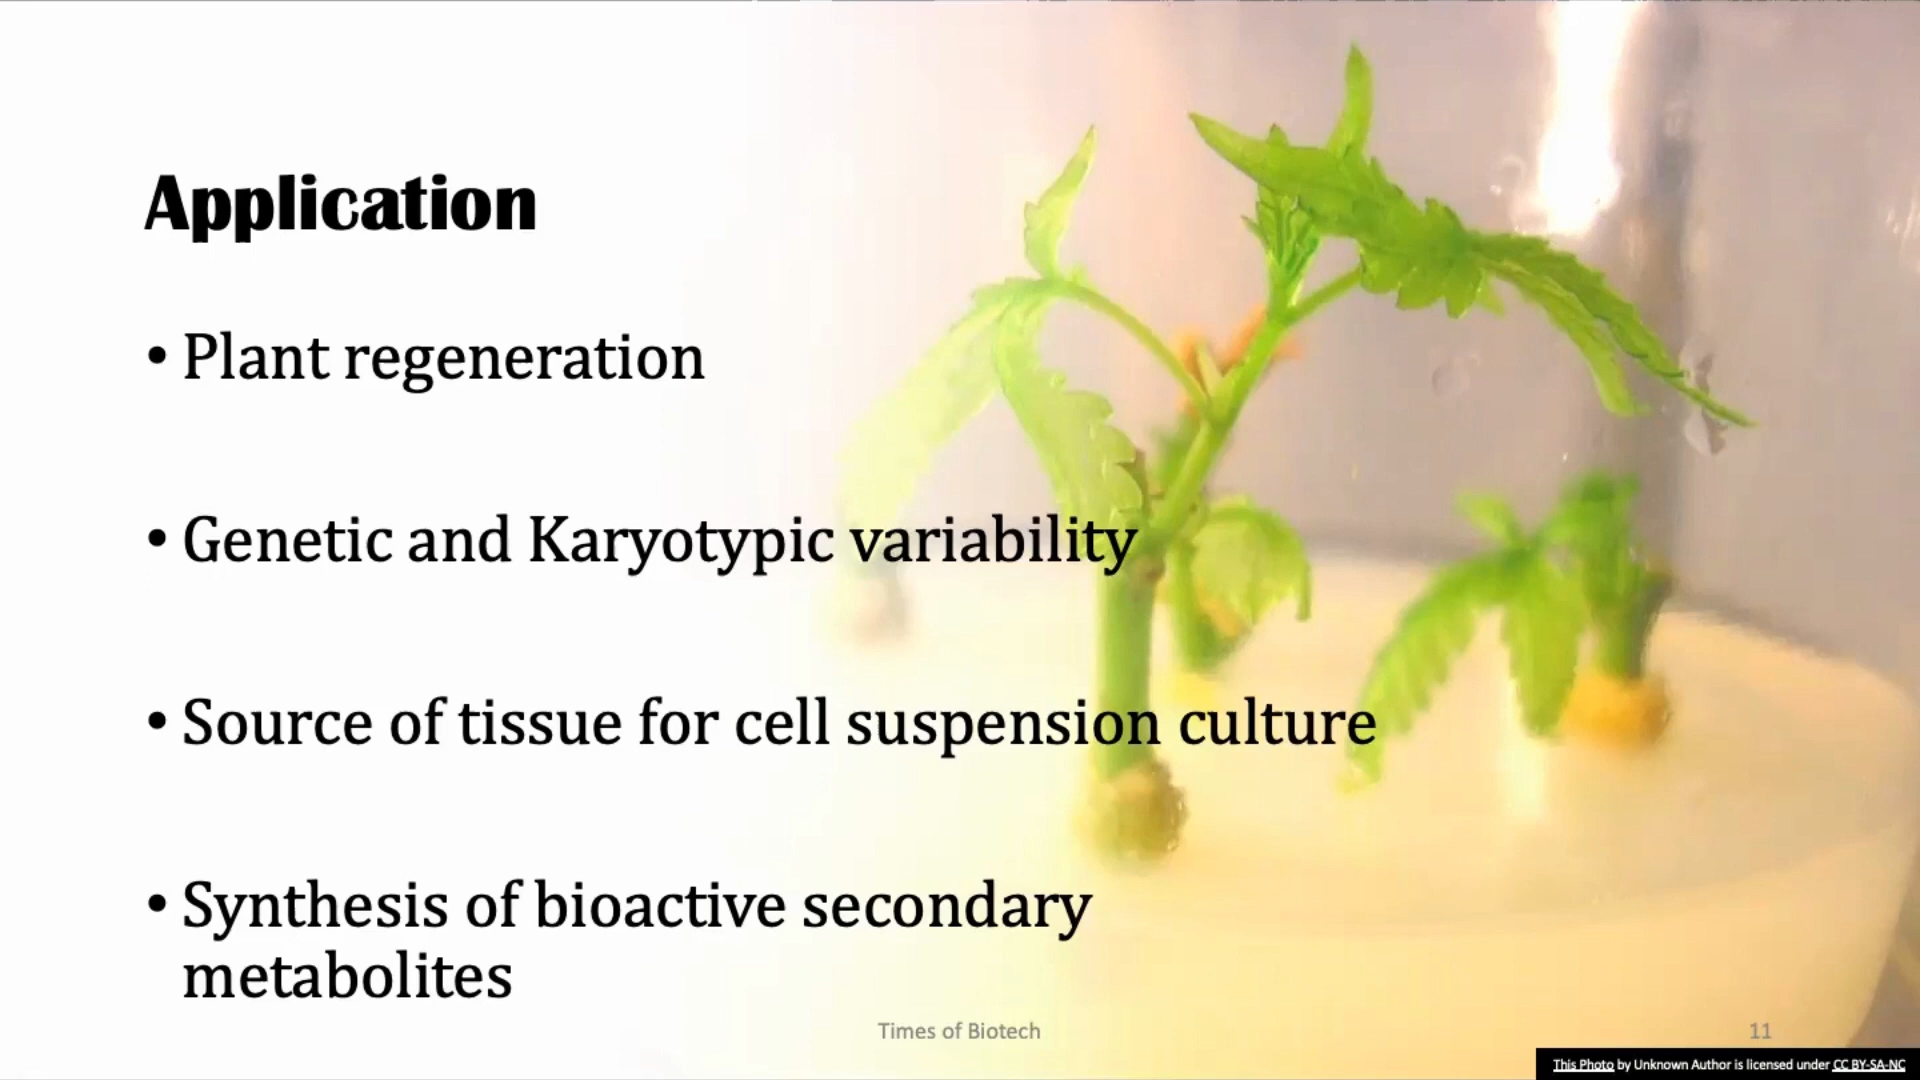 Application
• Plant regeneration
• Genetic and Karyotypic variability
• Source of tissue for cell suspension culture
• Synthesis of bioactive secondary
metabolites
Times of Biotech
11
This Photo by Unknown Author is licensed under CC BY-SA-NC